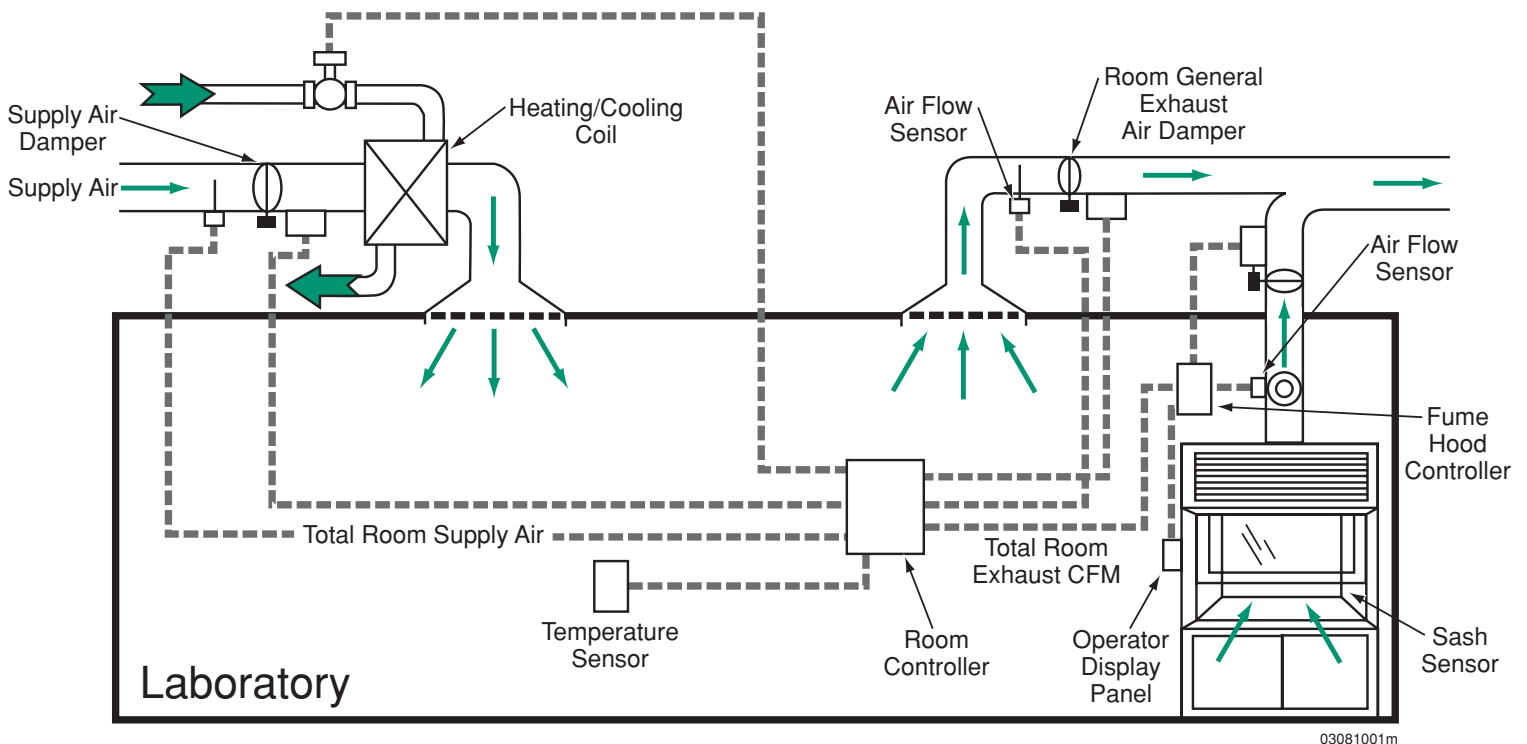 Supply Air
Damper
Supply Air
Heating/Cooling
Coil
Air Flow
Sensor
Room General
Exhaust
Air Damper
Air Flow
Sensor
Fume
Hood
Controller
Total Room Supply Air
Total Room
Exhaust CFM
Temperature
Sensor
Room
Controller
Operator
Display
Panel
Sash
Sensor
Laboratory
03081001m